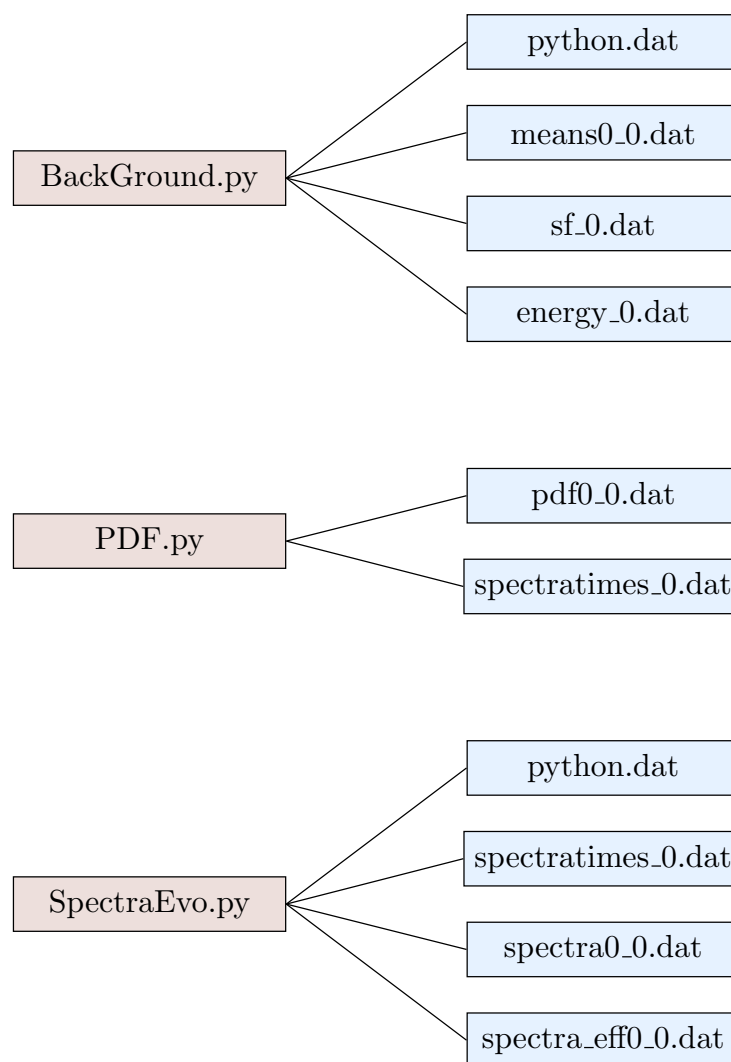 python.dat
means0_0.dat
BackGround.py
sf_0.dat
energy_0.dat
pdf0_0.dat
PDF.py
spectratimes_0.dat
python.dat
spectratimes_0.dat
SpectraEvo.py
spectra0_0.dat
spectra_eff0_0.dat